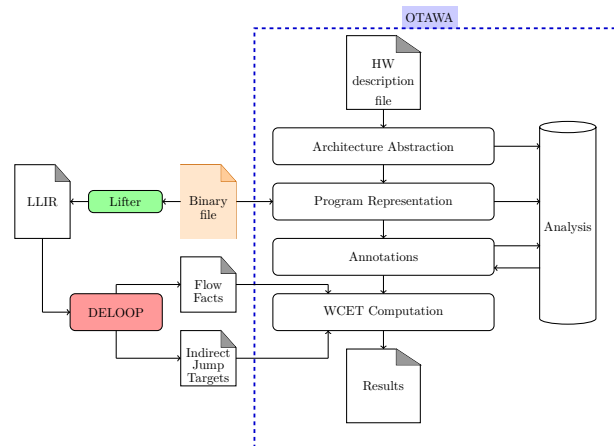 OTAWA
HW
description
file
Architecture Abstraction
LLIR
Lifter
Binary
file
Program Representation
Analysis
Annotations
Flow
Facts
DELOOP
WCET Computation
Indirect
Jump
Targets
Results